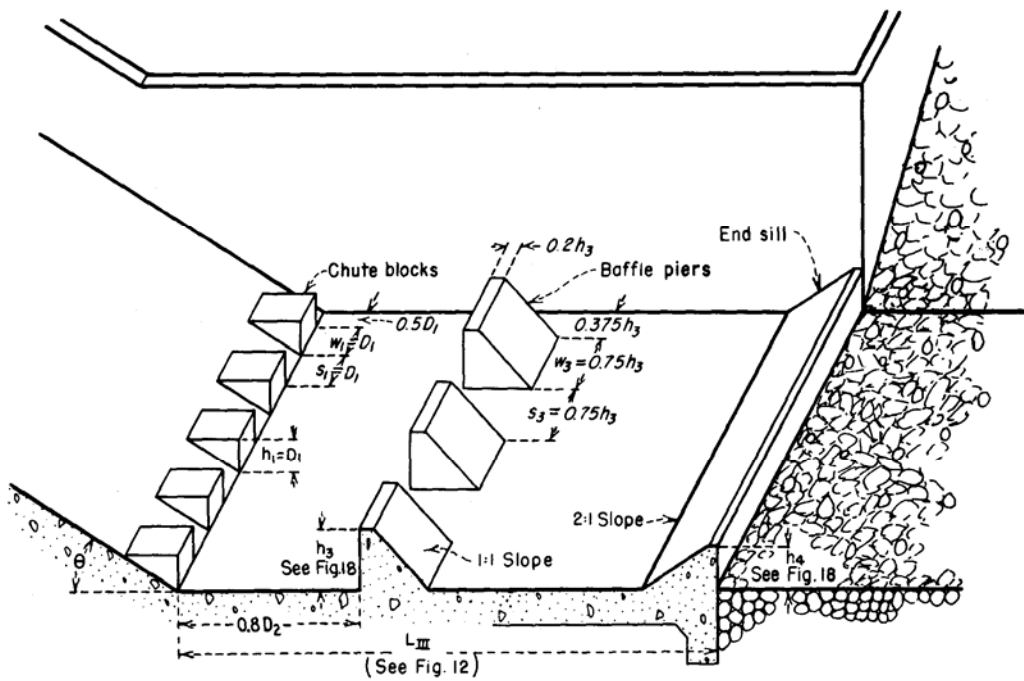 0.2h₃
End sill
Chute blocks
Baffle piers
0.5D₁
0.375h₃
w₁=D₁
w₃=0.75h₃
s₁=D₁
s₃=0.75h₃
h₁=D₁
2:1 Slope
h₃
See Fig.18
1:1 Slope
h₄
See Fig. 18
θ
0.8D₂
L III
(See Fig. 12)